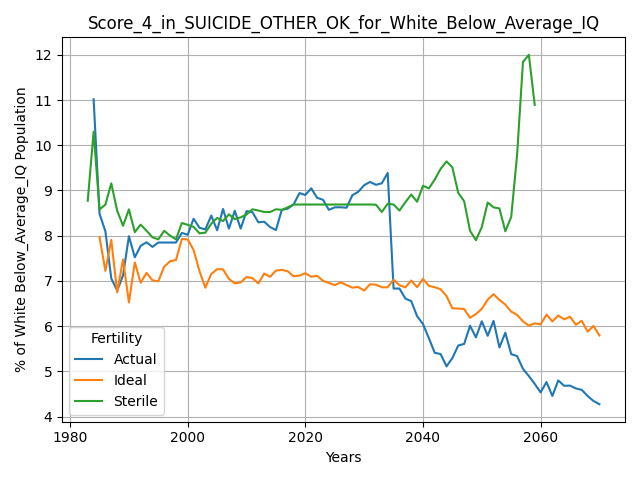 Score_4_in_SUICIDE_OTHER_OK_for_White_Below_Average_IQ
% of White Below_Average_IQ Population
12
11
10
9
8
7
6
5
4
Fertility
Actual
Ideal
Sterile
1980
2000
2020
2040
2060
Years